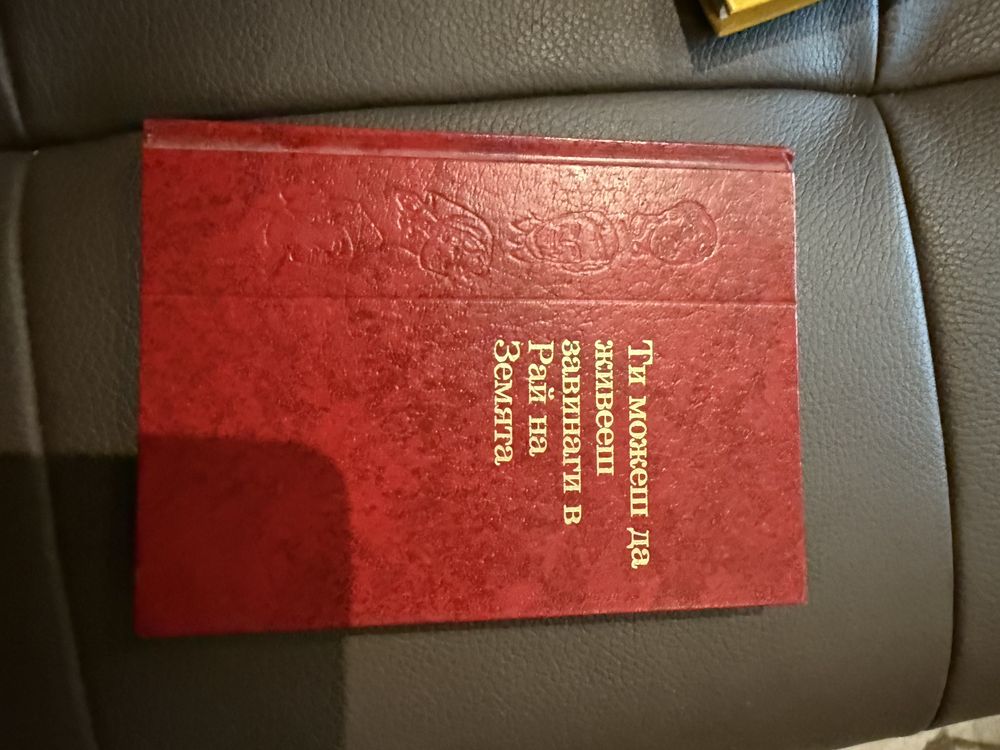 Ти можеш да
живееш
завинаги в
Рай на
Земята